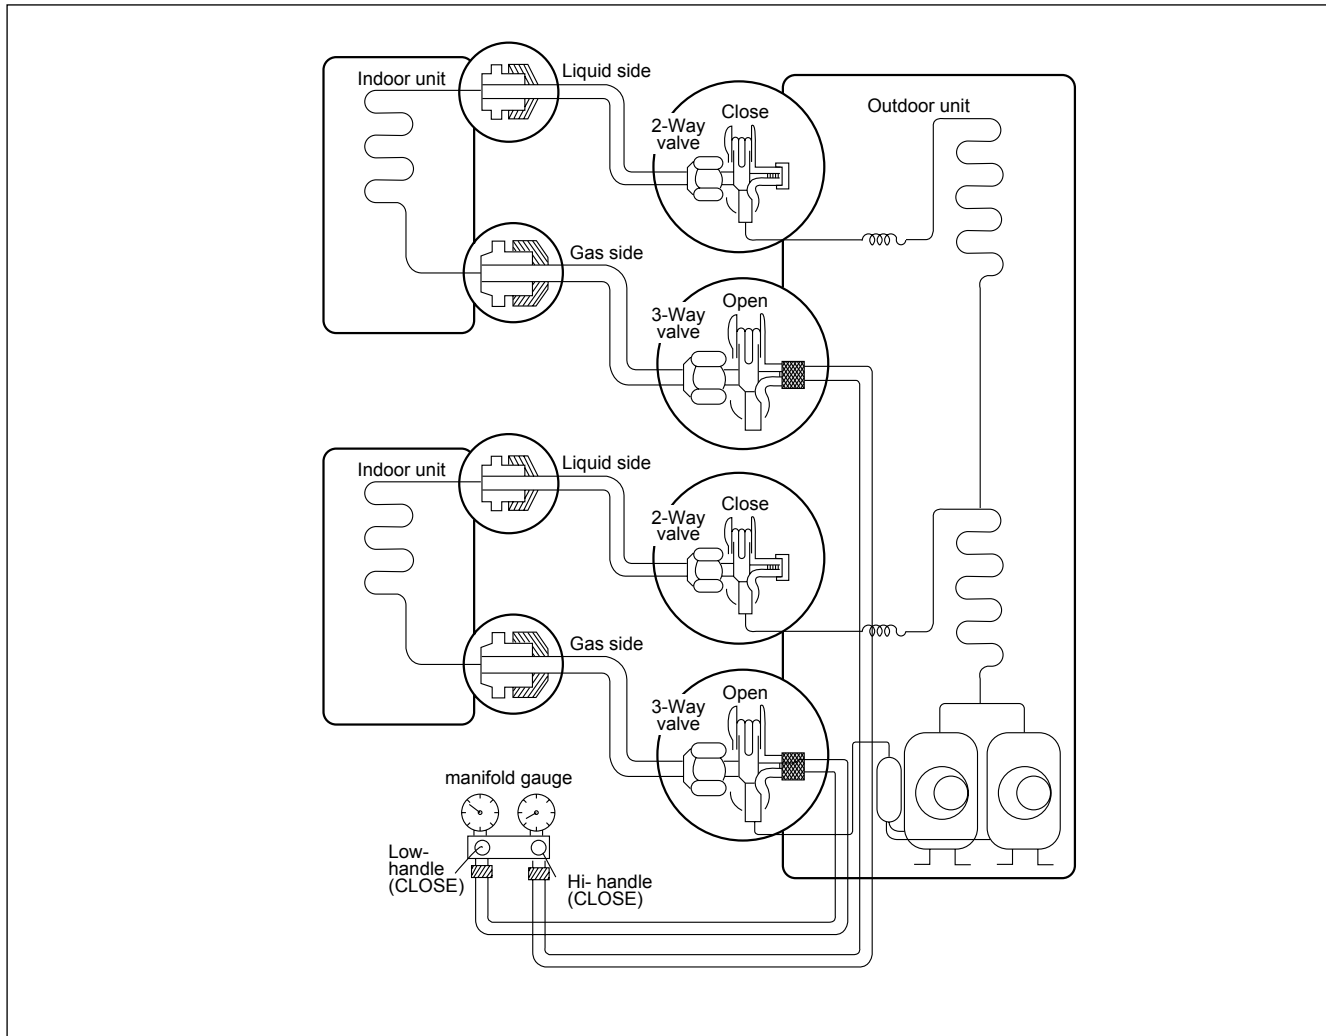 Indoor unit
Liquid side
2-Way
valve
Close
Outdoor unit
Gas side
3-Way
valve
Open
Indoor unit
Liquid side
2-Way
valve
Close
Gas side
3-Way
valve
Open
manifold gauge
Low-
handle
(CLOSE)
Hi- handle
(CLOSE)